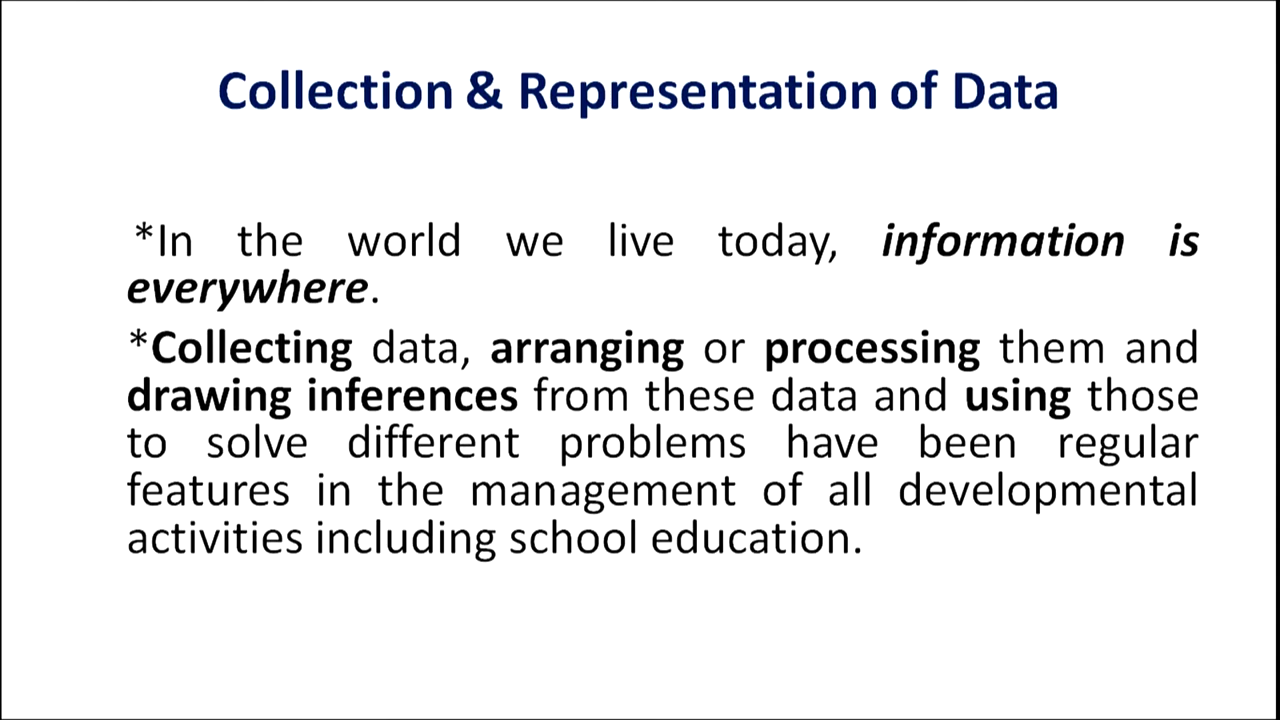 Collection & Representation of Data
*In the world we live today, information is
everywhere.
*Collecting data, arranging or processing them and
drawing inferences from these data and using those
to solve different problems have been regular
features in the management of all developmental
activities including school education.